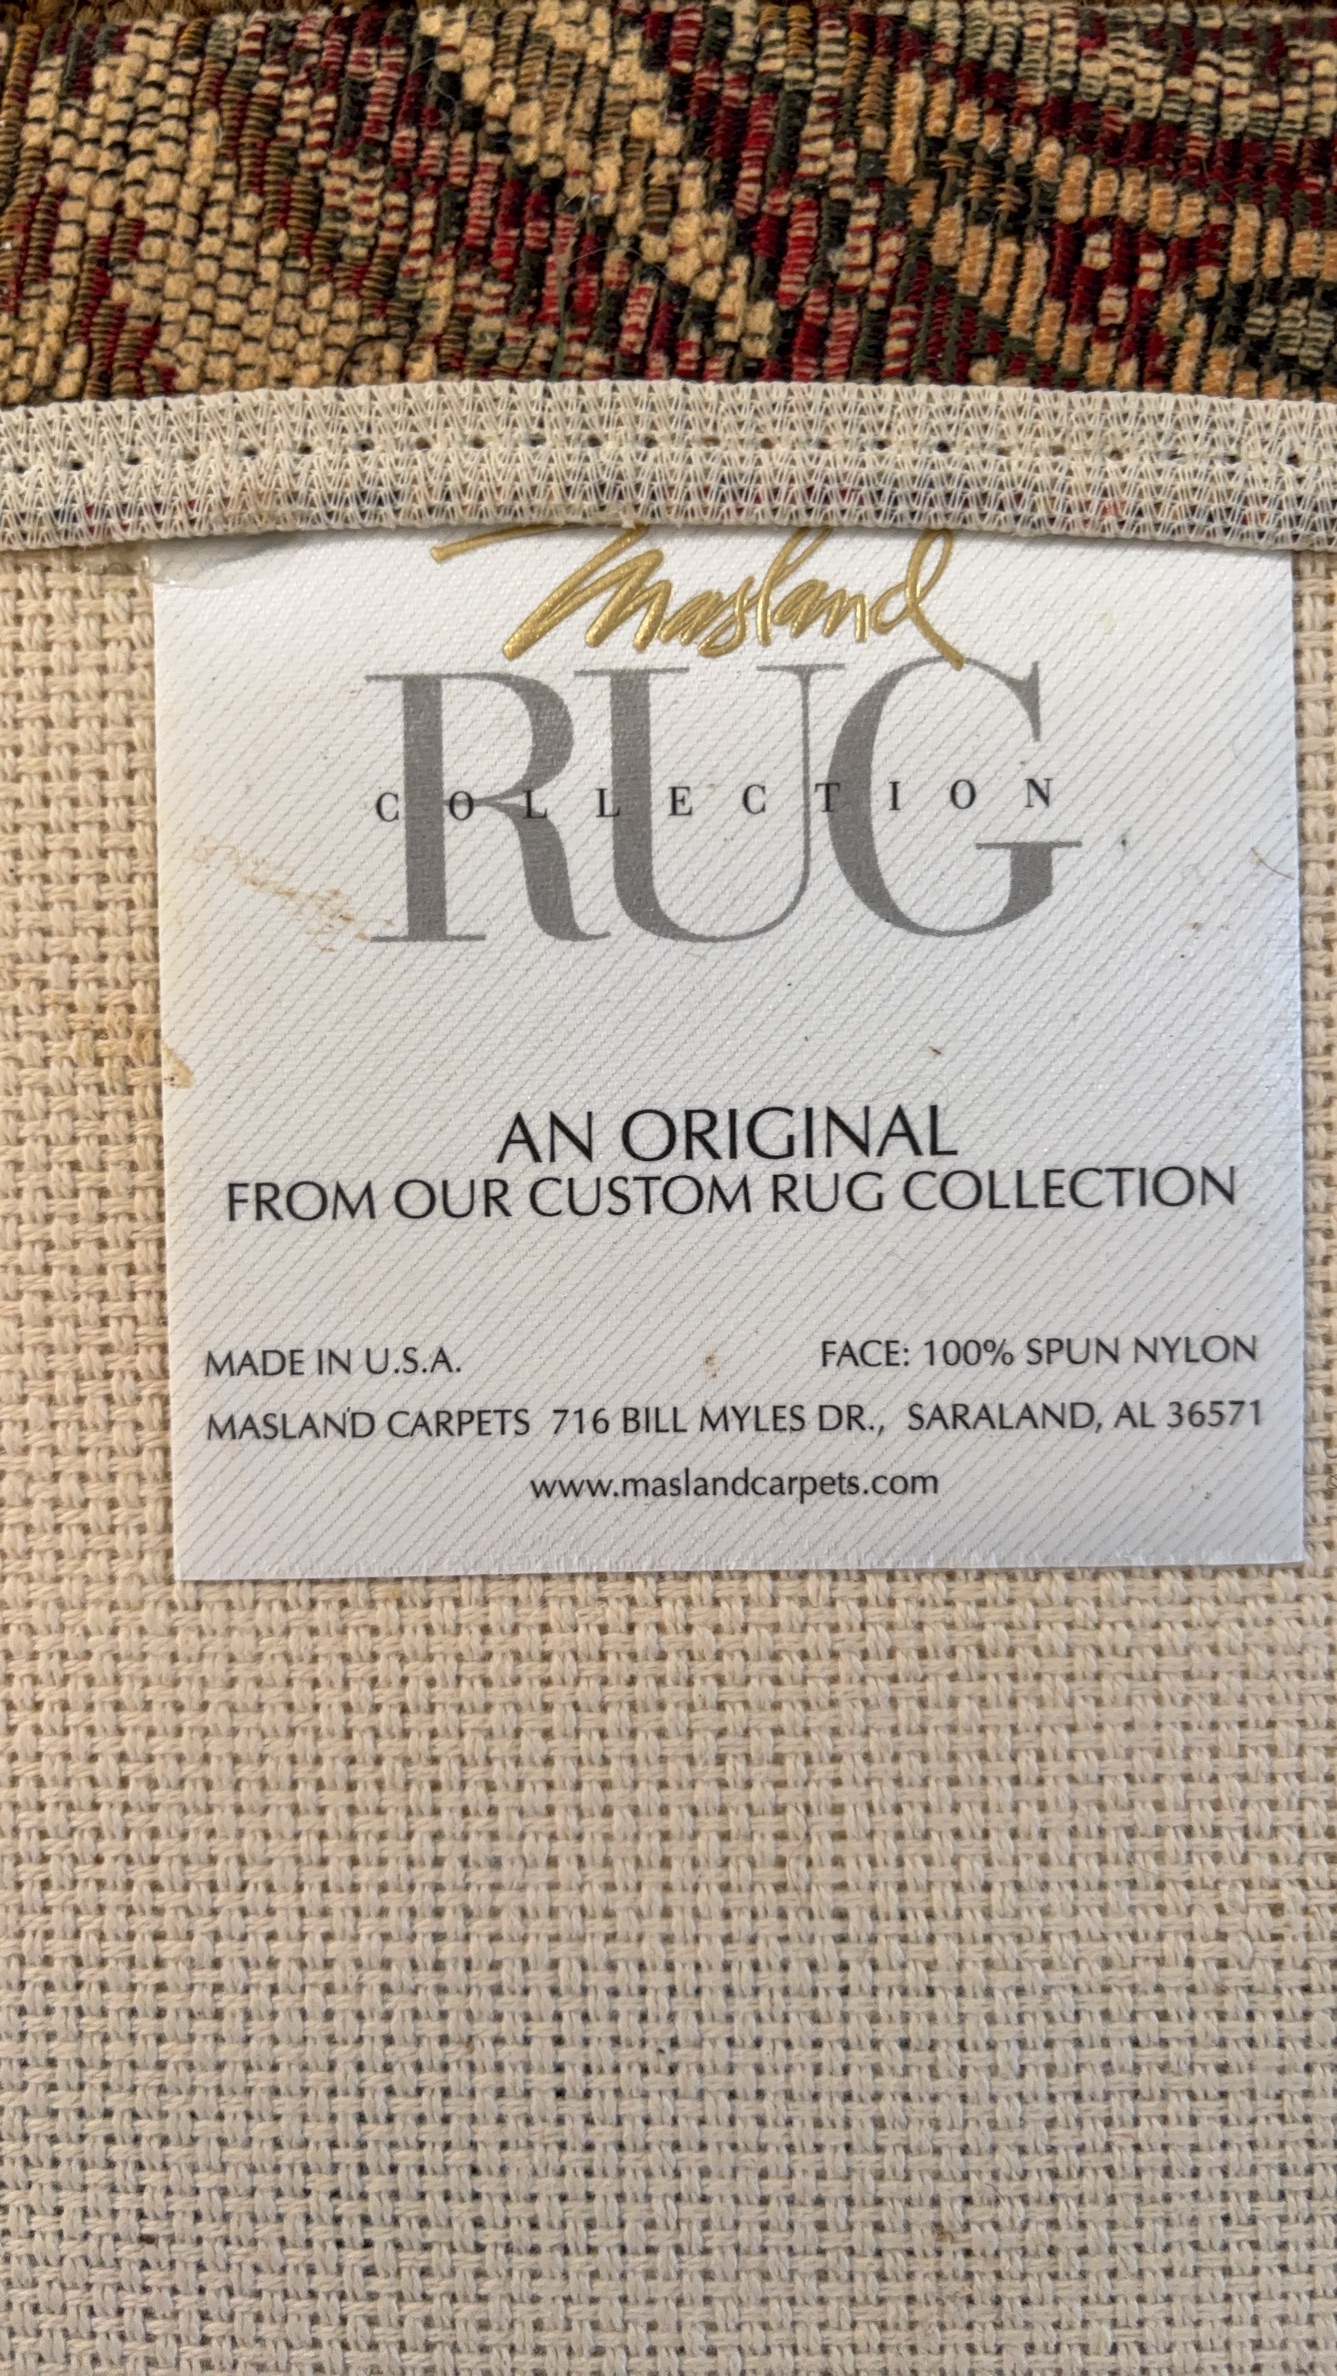 Masland
RUG
COLLECTION
AN ORIGINAL
FROM OUR CUSTOM RUG COLLECTION
MADE IN U.S.A. FACE: 100% SPUN NYLON
MASLAND CARPETS 716 BILL MYLES DR., SARALAND, AL 36571
www.maslandcarpets.com